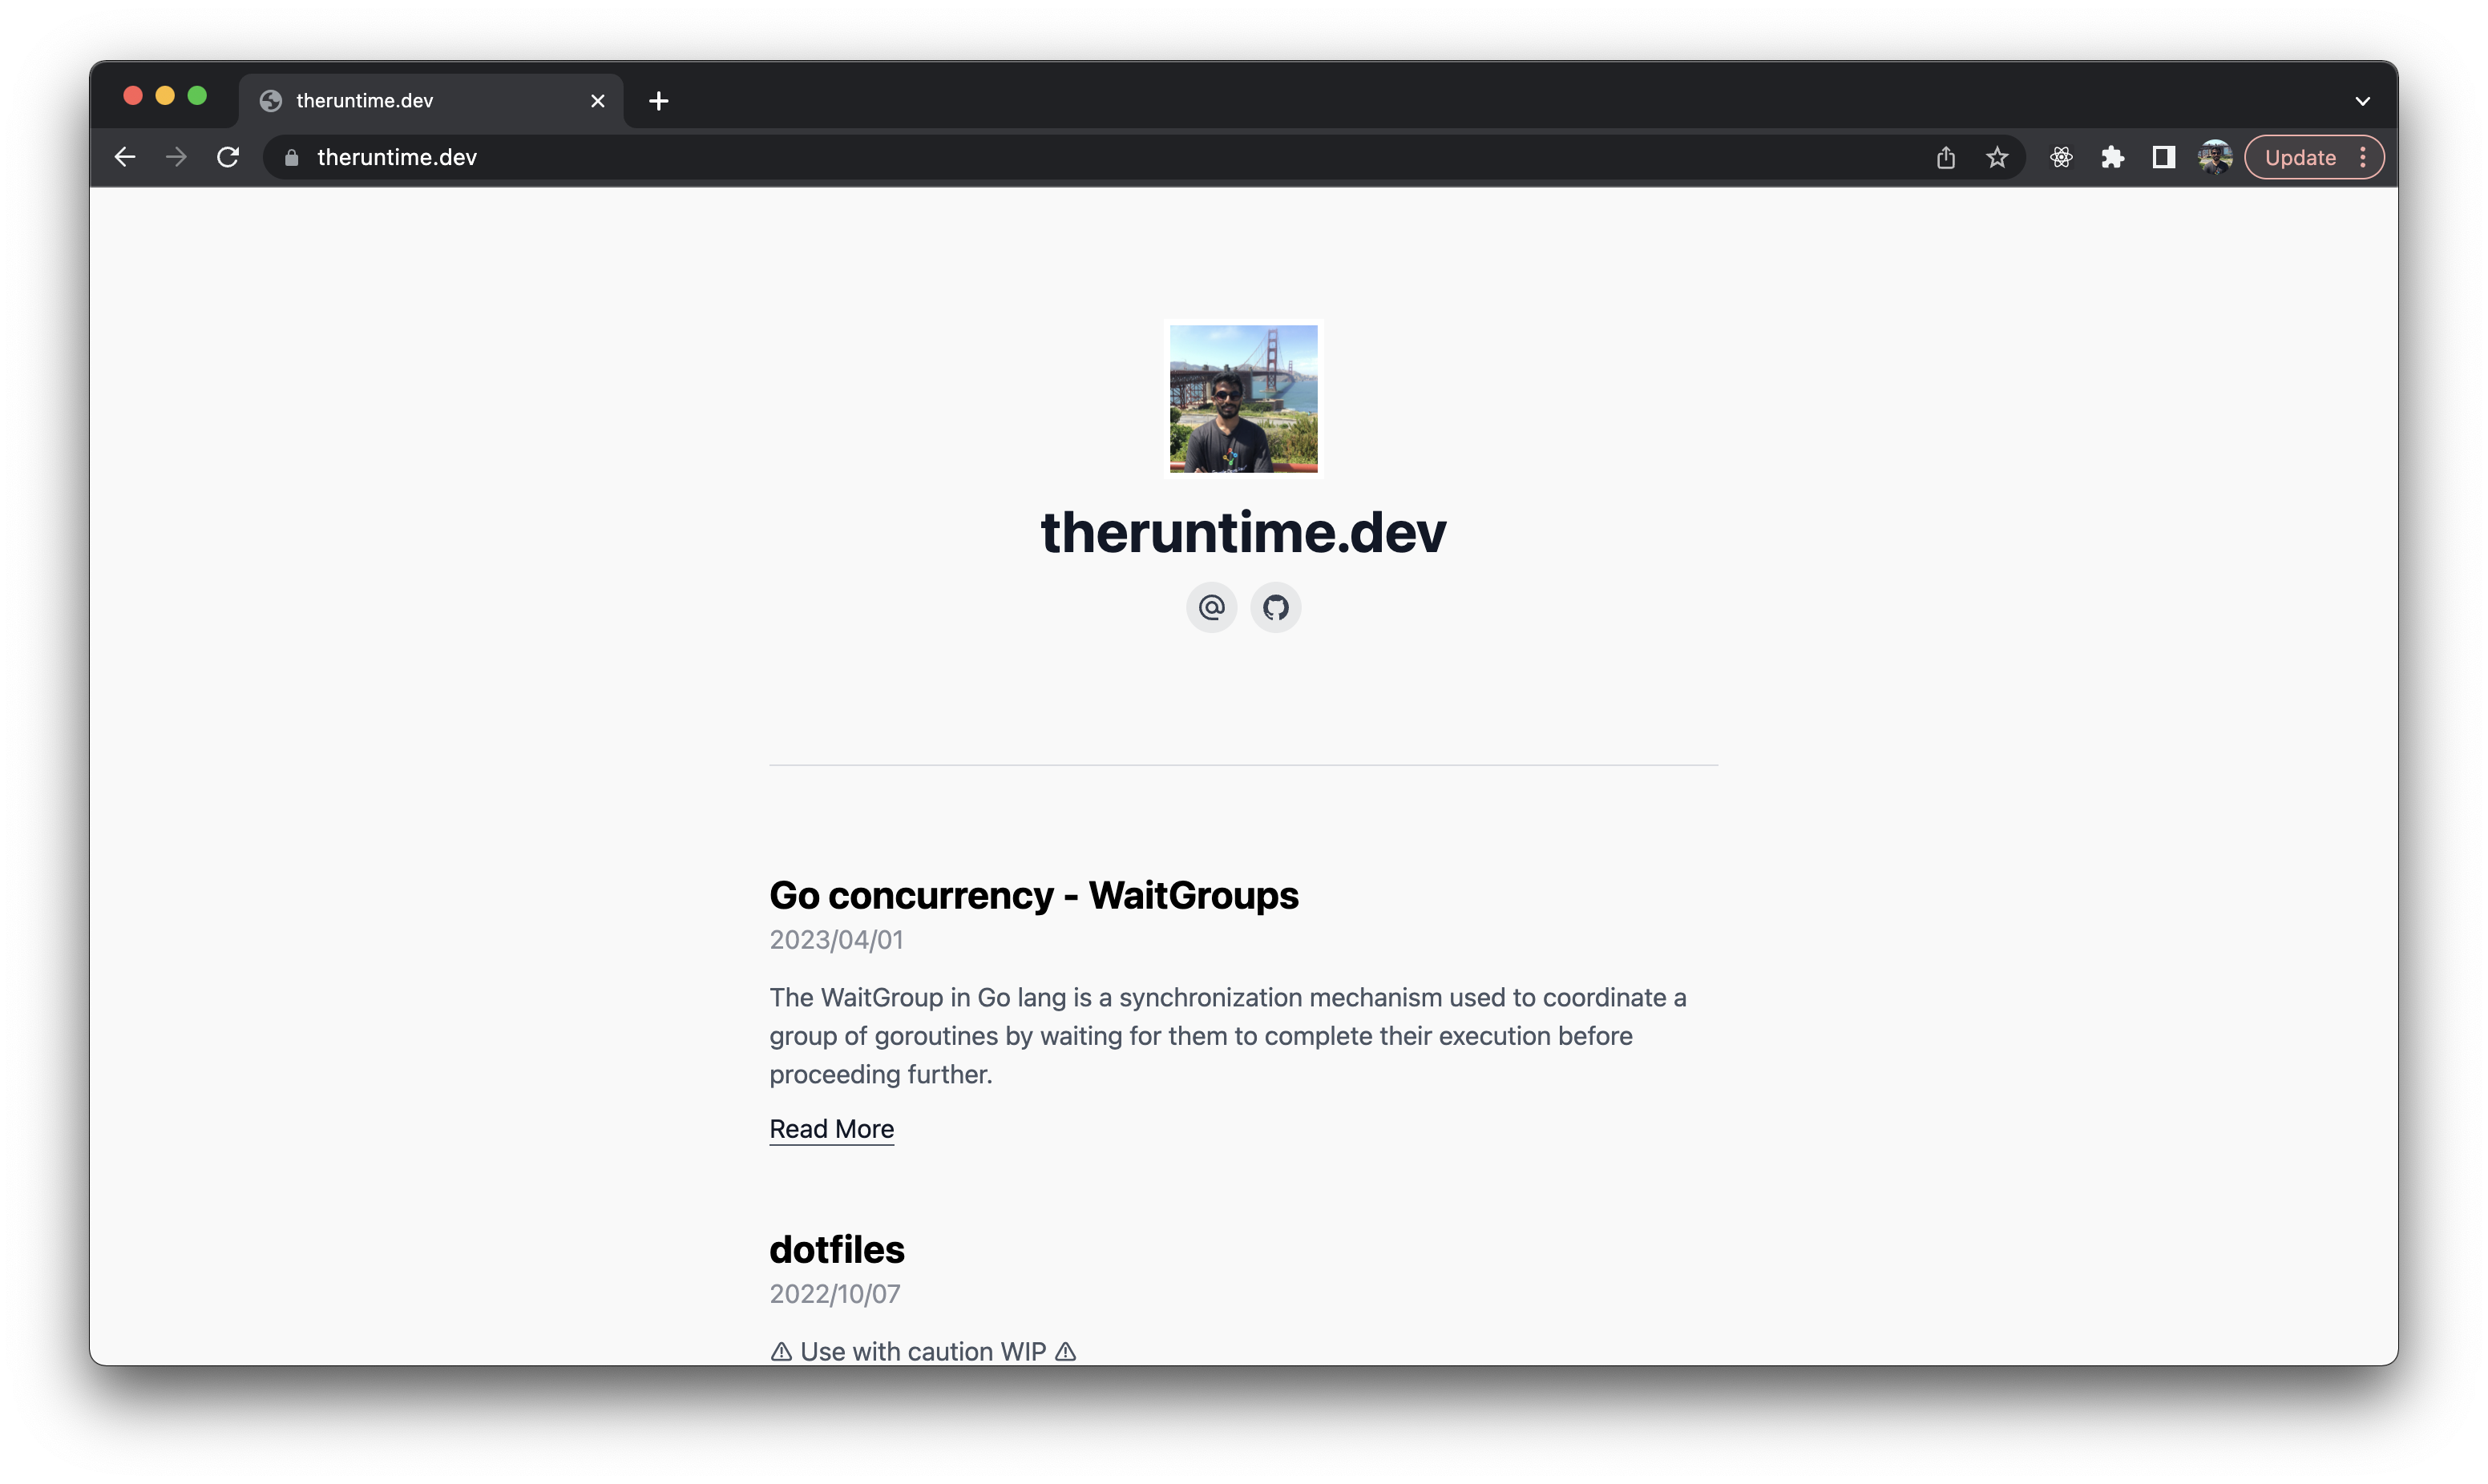 theruntime.dev
theruntime.dev
Update
theruntime.dev
Go concurrency - WaitGroups
2023/04/01
The WaitGroup in Go lang is a synchronization mechanism used to coordinate a
group of goroutines by waiting for them to complete their execution before
proceeding further.
Read More
dotfiles
2022/10/07
⚠ Use with caution WIP ⚠